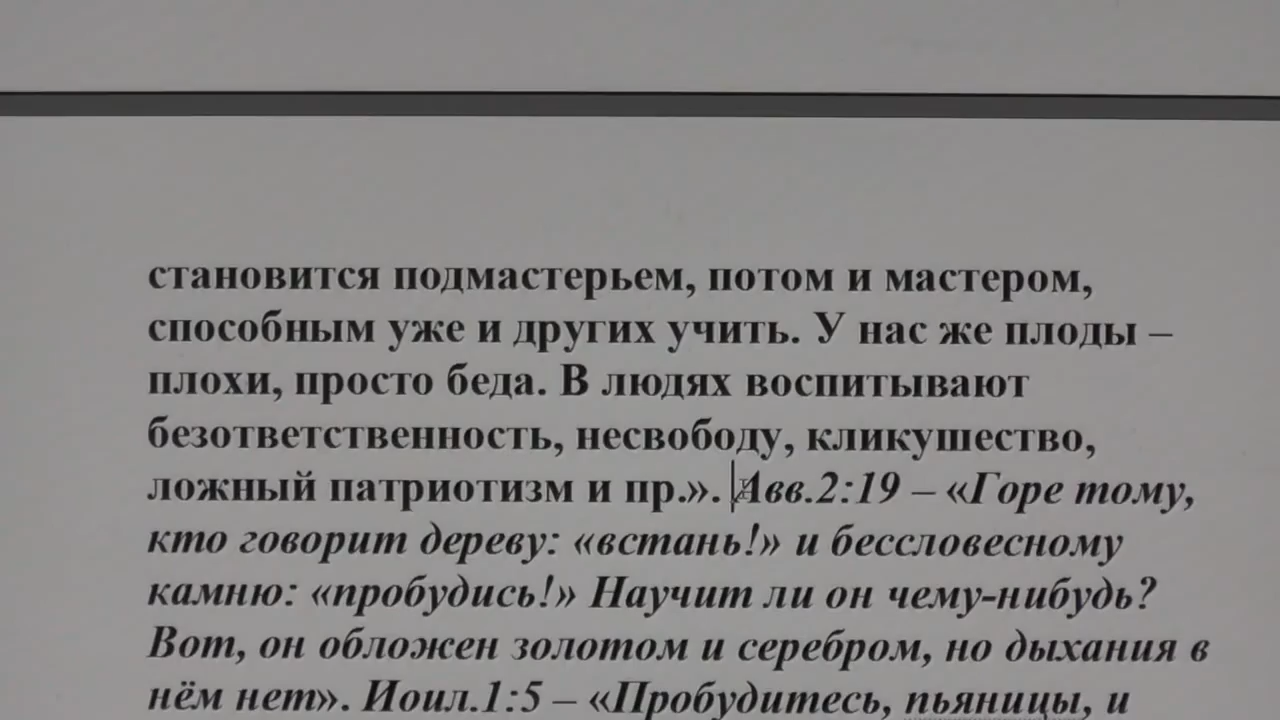 становится подмастерьем, потом и мастером,
способным уже и других учить. У нас же плоды –
плохи, просто беда. В людях воспитывают
безответственность, несвободу, кликушество,
ложный патриотизм и пр.». Авв.2:19 – «Горе тому,
кто говорит дереву: «встань!» и бессловесному
камню: «пробудись!» Научит ли он чему-нибудь?
Вот, он обложен золотом и серебром, но дыхания в
нём нет». Иоил.1:5 – «Пробудитесь, пьяницы, и